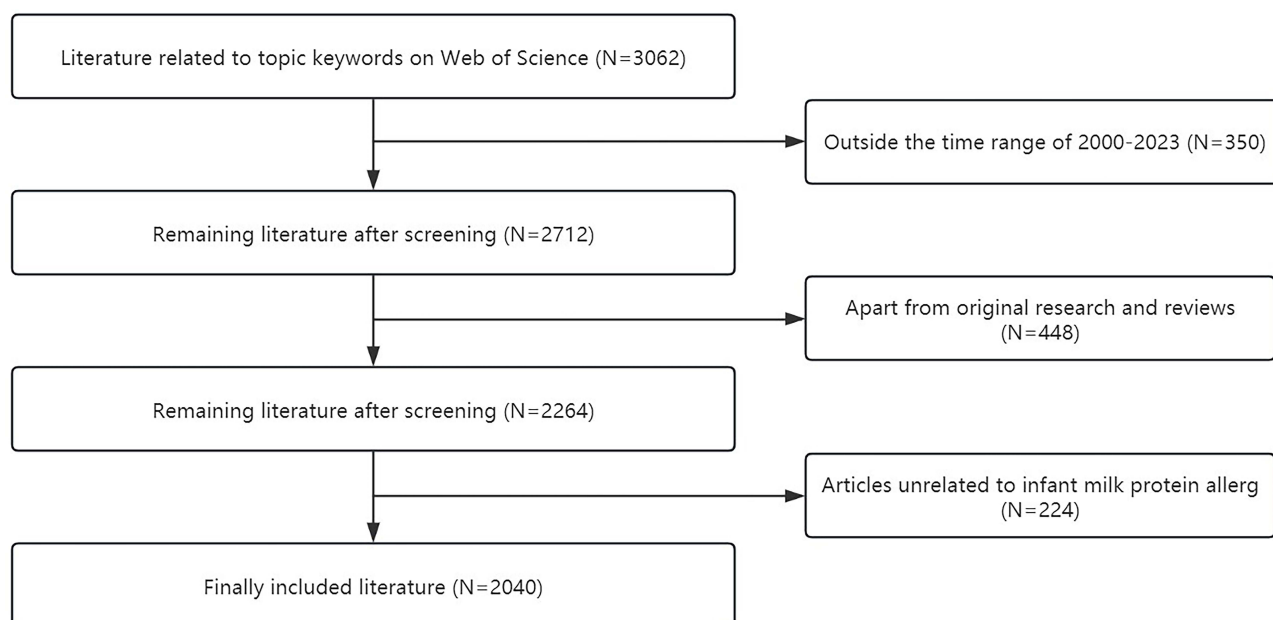 Literature related to topic keywords on Web of Science (N=3062)
Outside the time range of 2000-2023 (N=350)
Remaining literature after screening (N=2712)
Apart from original research and reviews
(N=448)
Remaining literature after screening (N=2264)
Articles unrelated to infant milk protein allerg
(N=224)
Finally included literature (N=2040)